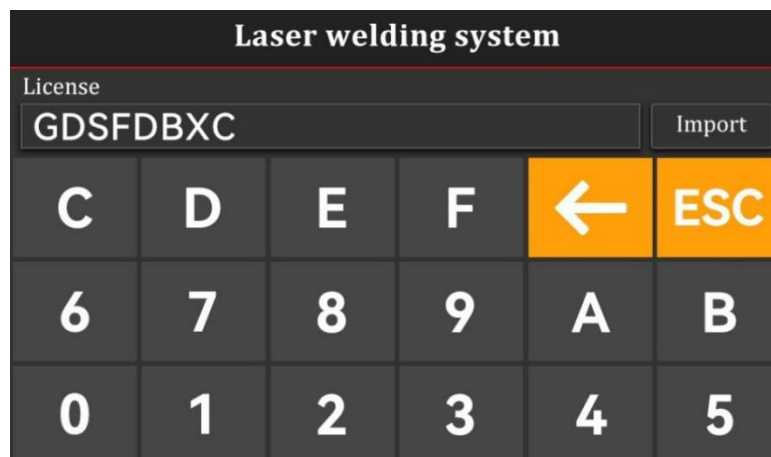 Laser welding system
License
GDSFDBXC Import
C D E F ← ESC
6 7 8 9 A B
0 1 2 3 4 5